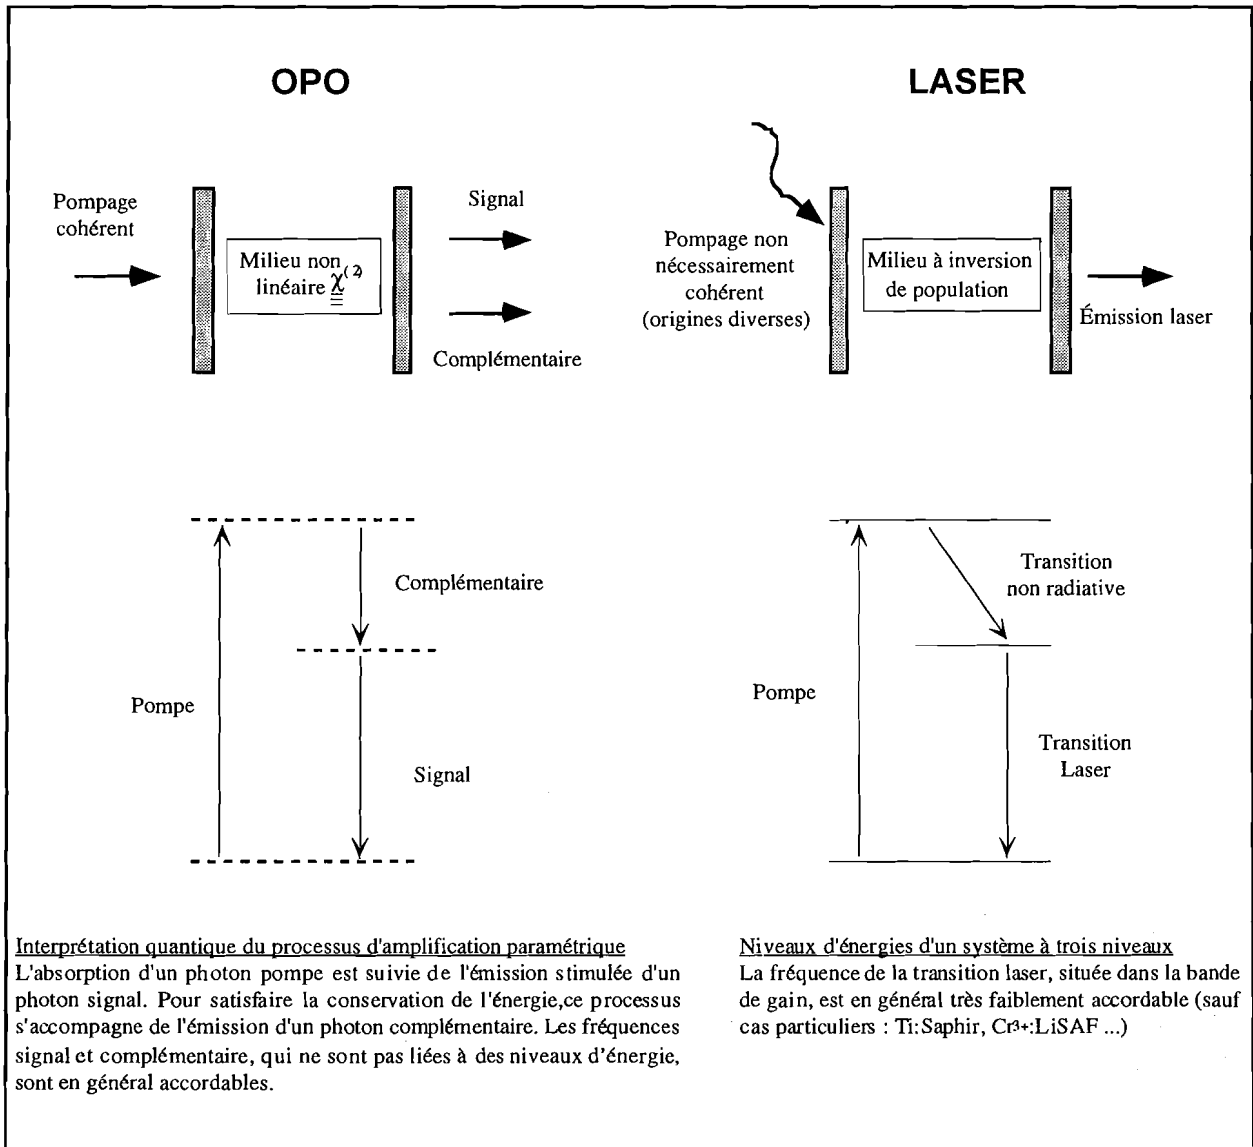 OPO
Pompage
cohérent
Milieu non
linéaire χ(2)
Signal
Complémentaire
LASER
Pompage non
nécessairement
cohérent
(origines diverses)
Milieu à inversion
de population
Émission laser
Complémentaire
Pompe
Signal
Transition
non radiative
Pompe
Transition
Laser
Interprétation quantique du processus d'amplification paramétrique
L'absorption d'un photon pompe est suivie de l'émission stimulée d'un
photon signal. Pour satisfaire la conservation de l'énergie,ce processus
s'accompagne de l'émission d'un photon complémentaire. Les fréquences
signal et complémentaire, qui ne sont pas liées à des niveaux d'énergie,
sont en général accordables.
Niveaux d'énergies d'un système à trois niveaux
La fréquence de la transition laser, située dans la bande
de gain, est en général très faiblement accordable (sauf
cas particuliers : Ti:Saphir, Cr3+:LiSAF ...)